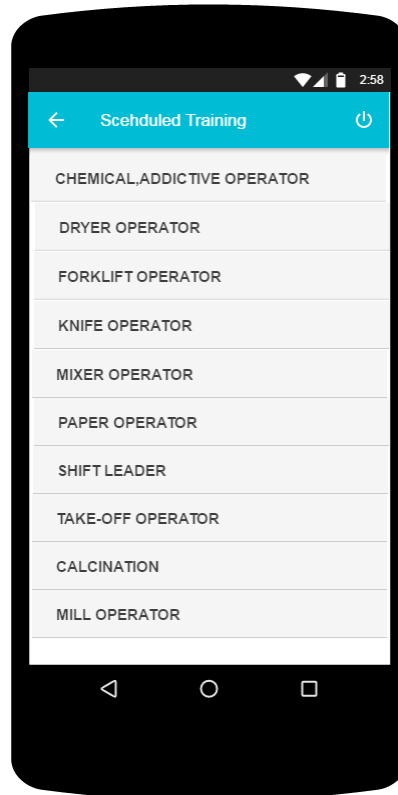 2:58
Scehduled Training
CHEMICAL,ADDICTIVE OPERATOR
DRYER OPERATOR
FORKLIFT OPERATOR
KNIFE OPERATOR
MIXER OPERATOR
PAPER OPERATOR
SHIFT LEADER
TAKE-OFF OPERATOR
CALCINATION
MILL OPERATOR